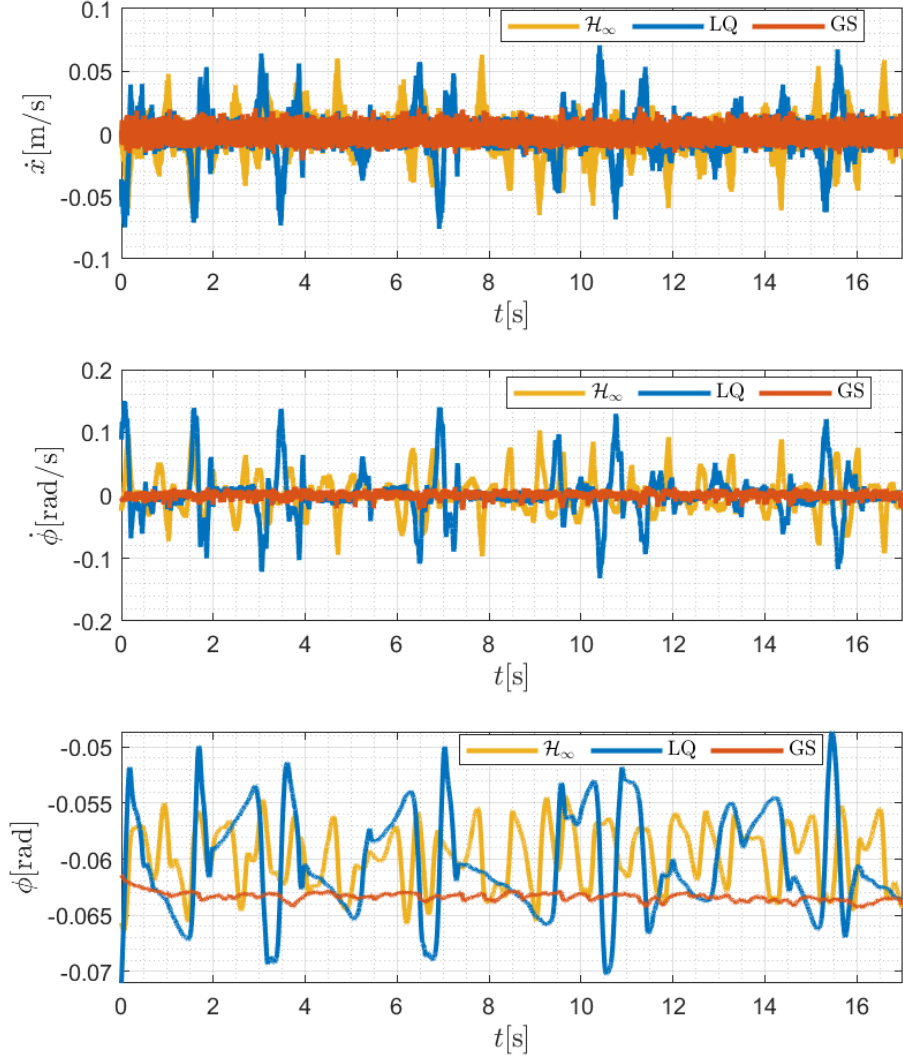 0.1
0.05
0
-0.05
-0.1
ẋ[m/s]
ℋ∞ LQ GS
0 2 4 6 8 10 12 14 16
t[s]
0.2
0.1
0
-0.1
-0.2
ϕ̇[rad/s]
ℋ∞ LQ GS
0 2 4 6 8 10 12 14 16
t[s]
-0.05
-0.055
-0.06
-0.065
-0.07
ϕ[rad]
ℋ∞ LQ GS
0 2 4 6 8 10 12 14 16
t[s]